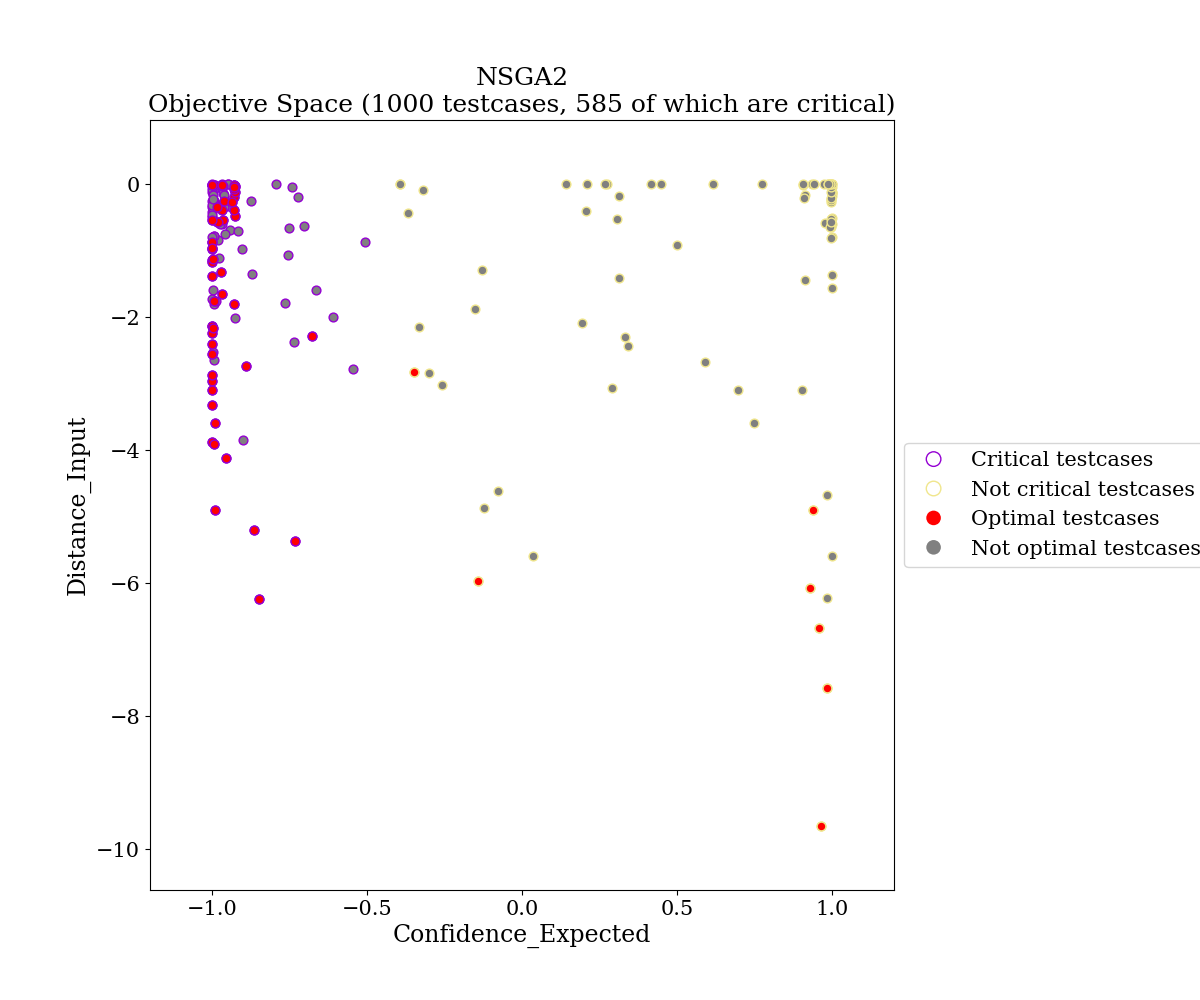 NSGA2
Objective Space (1000 testcases, 585 of which are critical)
0
−2
−4
−6
−8
−10
Distance_Input
−1.0
−0.5
0.0
0.5
1.0
Confidence_Expected
Critical testcases
Not critical testcases
Optimal testcases
Not optimal testcases